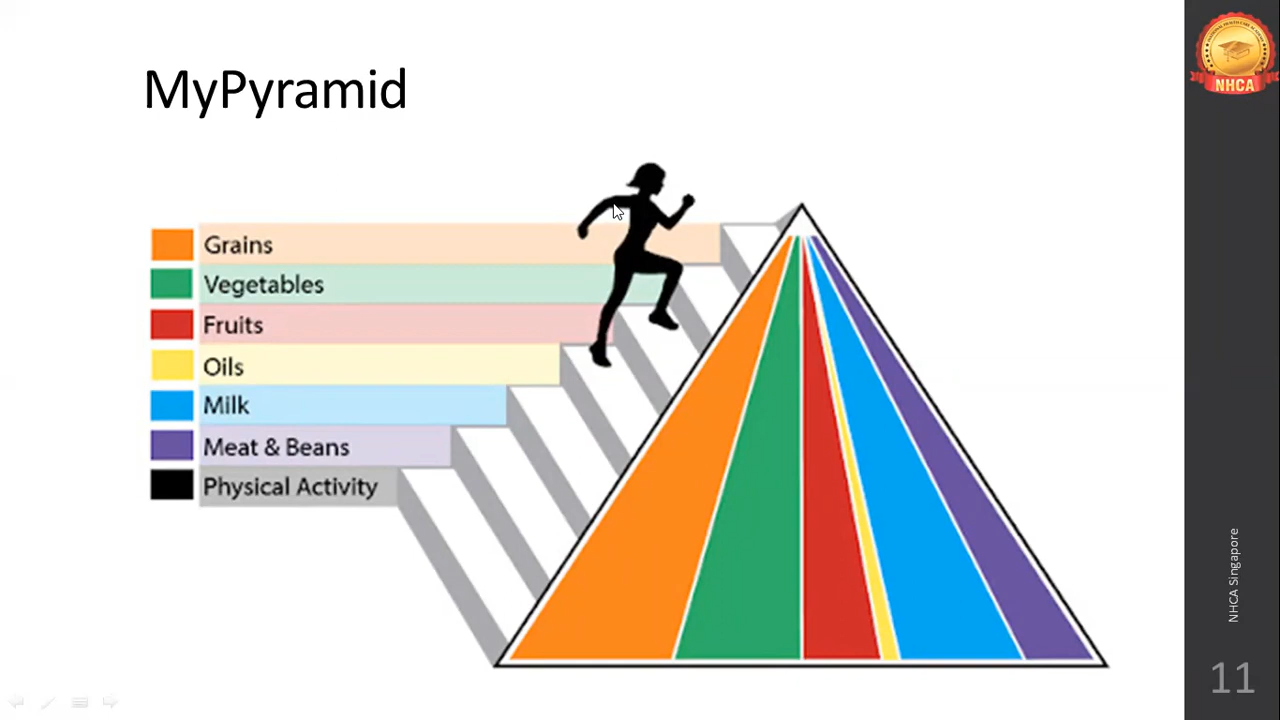 MyPyramid
Grains
Vegetables
Fruits
Oils
Milk
Meat & Beans
Physical Activity
NHCA
NHCA Singapore
11